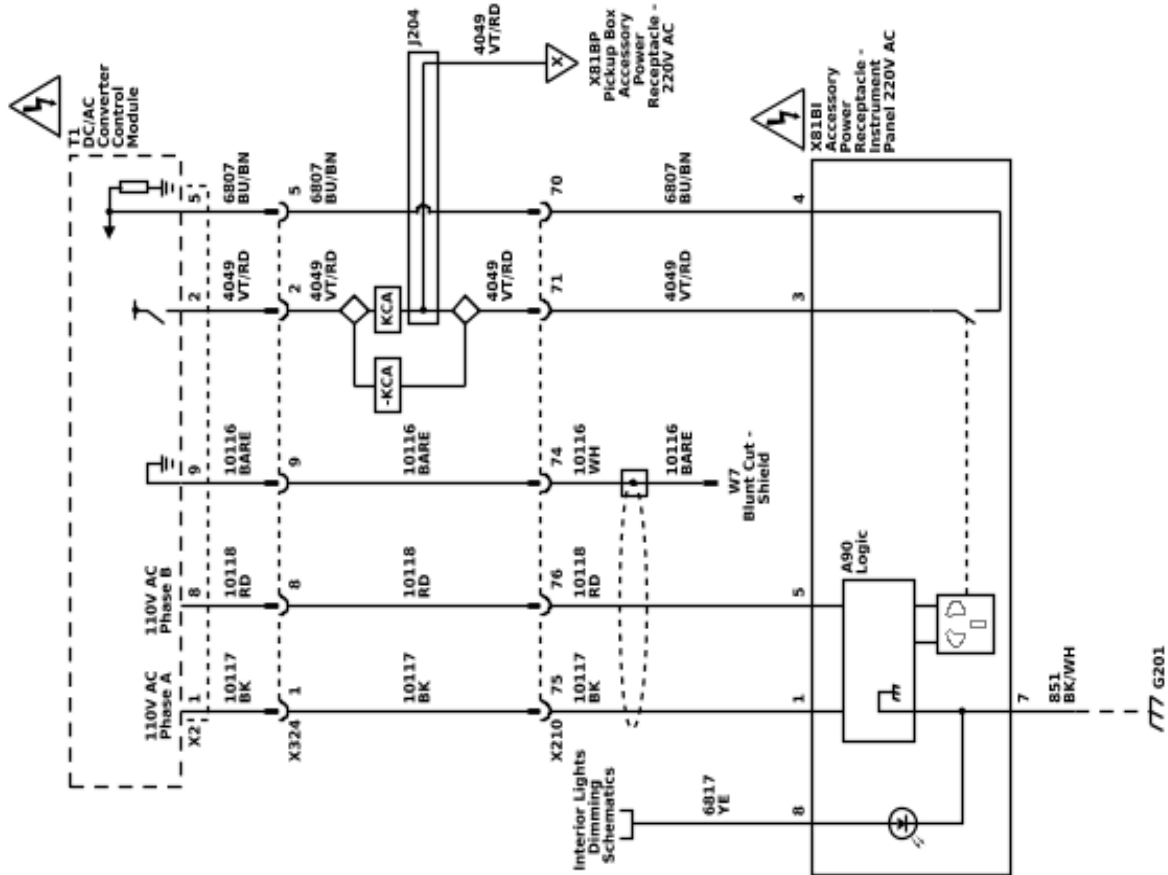 T1
DC/AC
Converter
Control
Module
110V AC
Phase A
110V AC
Phase B
X2
1
8
9
2
5
10117
BK
10118
RD
10116
BARE
4049
VT/RD
6807
BU/BN
X324
1
8
9
2
5
10117
BK
10118
RD
10116
BARE
4049
VT/RD
6807
BU/BN
-KCA
KCA
J204
4049
VT/RD
4049
VT/RD
X
X81BP
Pickup Box
Accessory
Power
Receptacle -
220V AC
X210
75
76
74
71
70
10117
BK
10118
RD
10116
WH
10116
BARE
4049
VT/RD
6807
BU/BN
W7
Blunt Cut -
Shield
Interior Lights
Dimming
Schematics
6817
YE
X81BI
Accessory
Power
Receptacle -
Instrument
Panel 220V AC
8
1
5
3
4
A90
Logic
7
851
BK/WH
G201